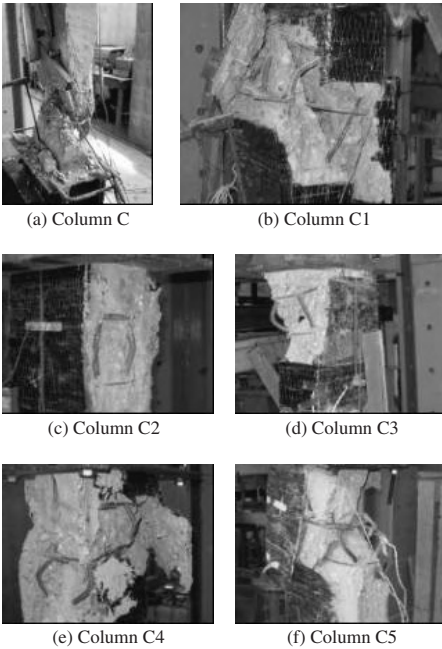 (a) Column C
(b) Column C1
(c) Column C2
(d) Column C3
(e) Column C4
(f) Column C5